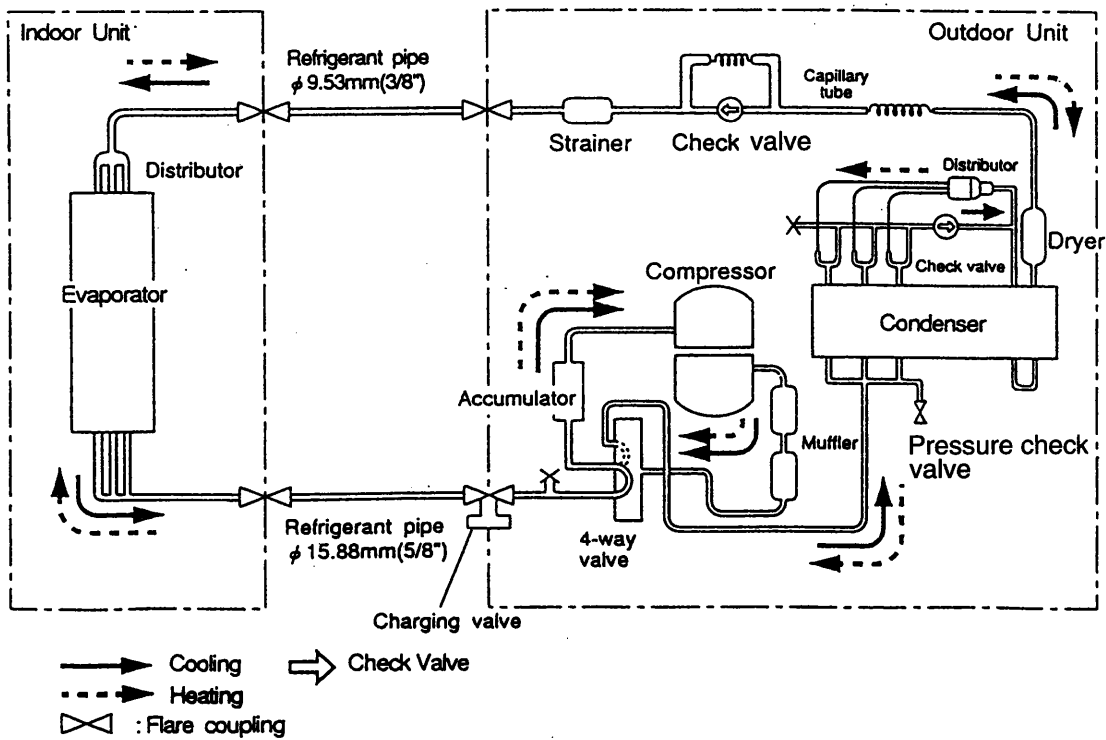 Indoor Unit
Outdoor Unit
Refrigerant pipe
ϕ 9.53mm(3/8")
Capillary
tube
Strainer
Check valve
Distributor
Distributor
Dryer
Check valve
Compressor
Evaporator
Condenser
Accumulator
Muffler
Pressure check
valve
Refrigerant pipe
ϕ 15.88mm(5/8")
4-way
valve
Charging valve
Cooling
Check Valve
Heating
: Flare coupling